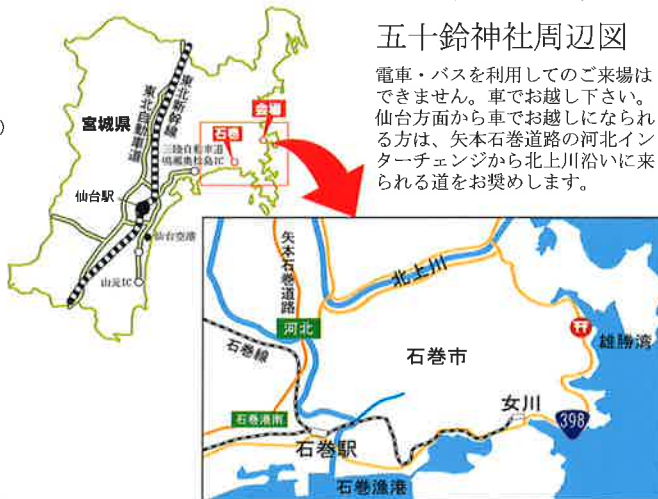 五十鈴神社周辺図
電車・バスを利用してのご来場は
できません。車でお越し下さい。
仙台方面から車でお越しになられ
る方は、矢本石巻道路の河北イン
ターチェンジから北上川沿いに来
られる道をお奨めします。
)
宮城県
東北新幹線
東北自動車道
石巻
会場
三陸自動車道
鳴瀬奥松島IC
仙台駅
仙台空港
山元IC
矢本石巻道路
北上川
河北
石巻線
石巻市
雄勝湾
女川
398
石巻港南
石巻駅
石巻漁港